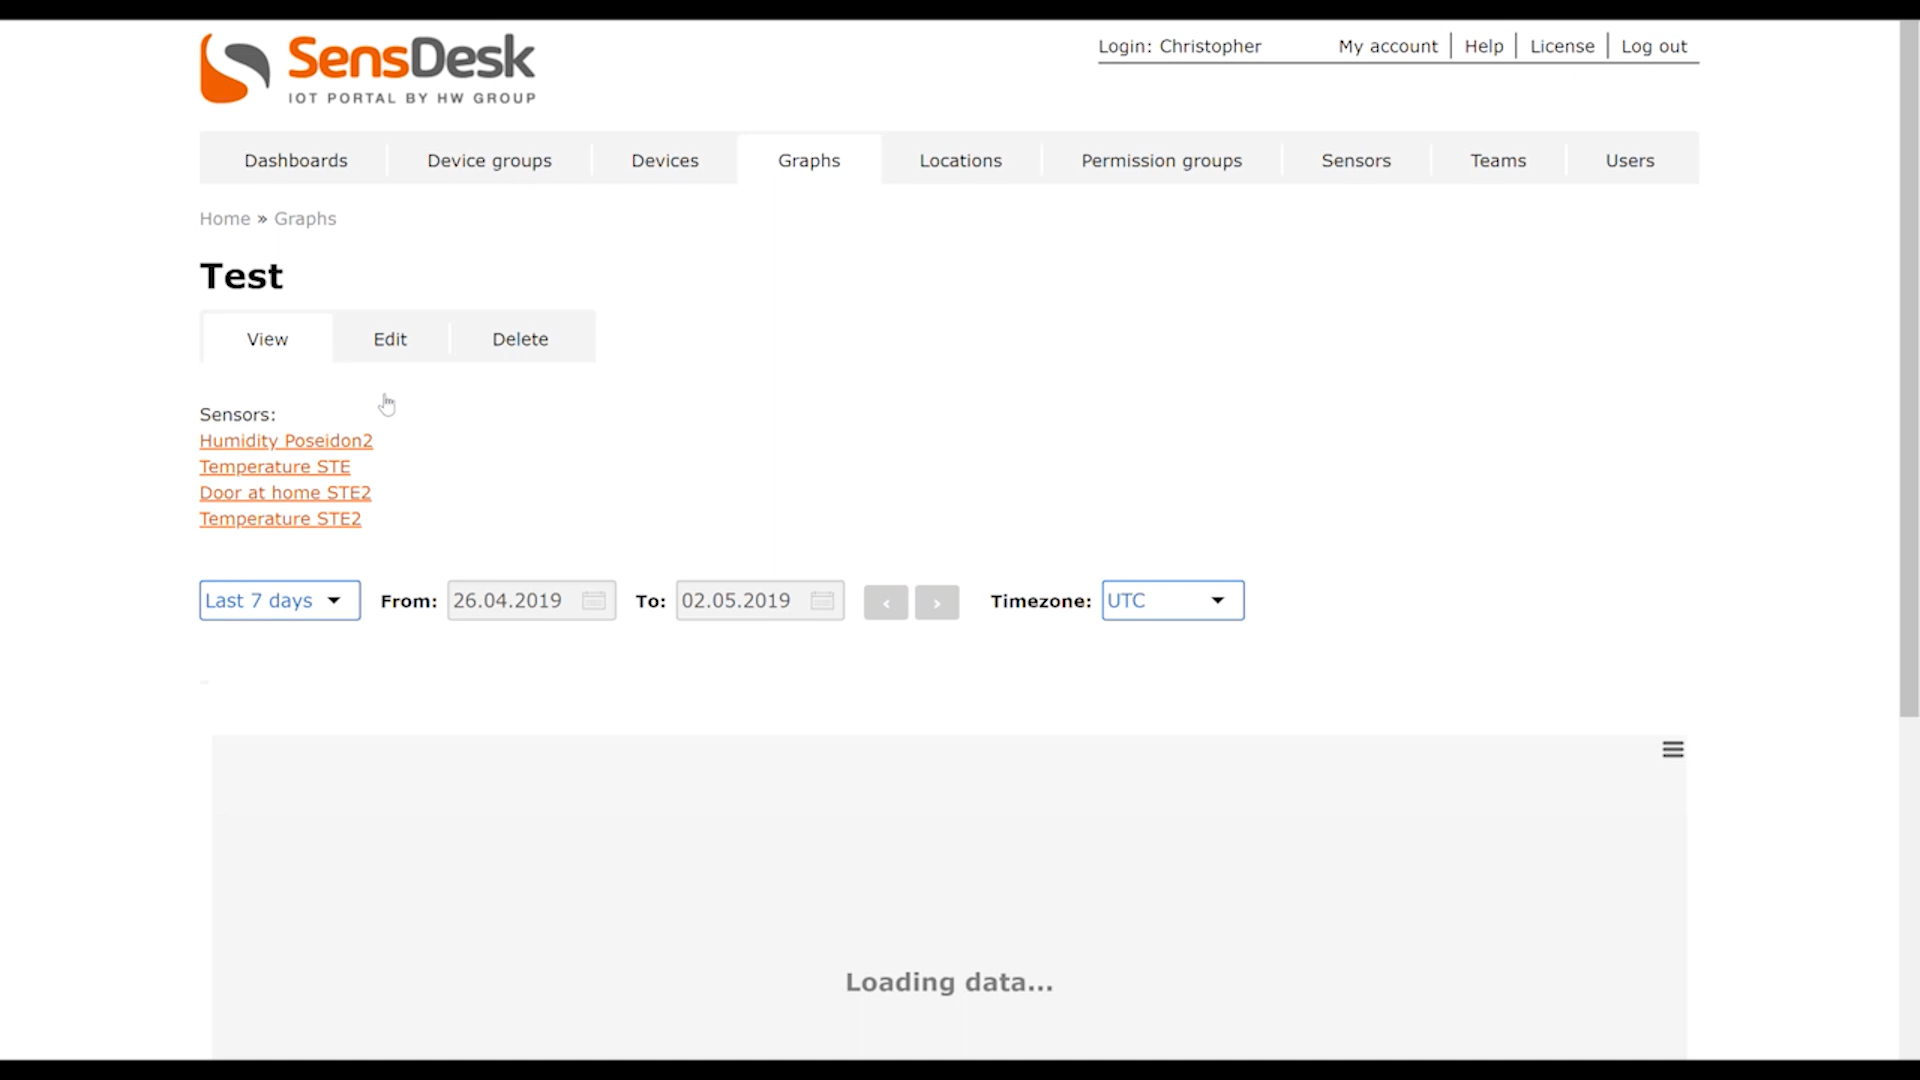 SensDesk
IOT PORTAL BY HW GROUP
Login: Christopher My account Help License Log out
Dashboards Device groups Devices Graphs Locations Permission groups Sensors Teams Users
Home » Graphs
Test
View Edit Delete
Sensors:
Humidity Poseidon2
Temperature STE
Door at home STE2
Temperature STE2
Last 7 days From: 26.04.2019 To: 02.05.2019 ‹ › Timezone: UTC
Loading data...